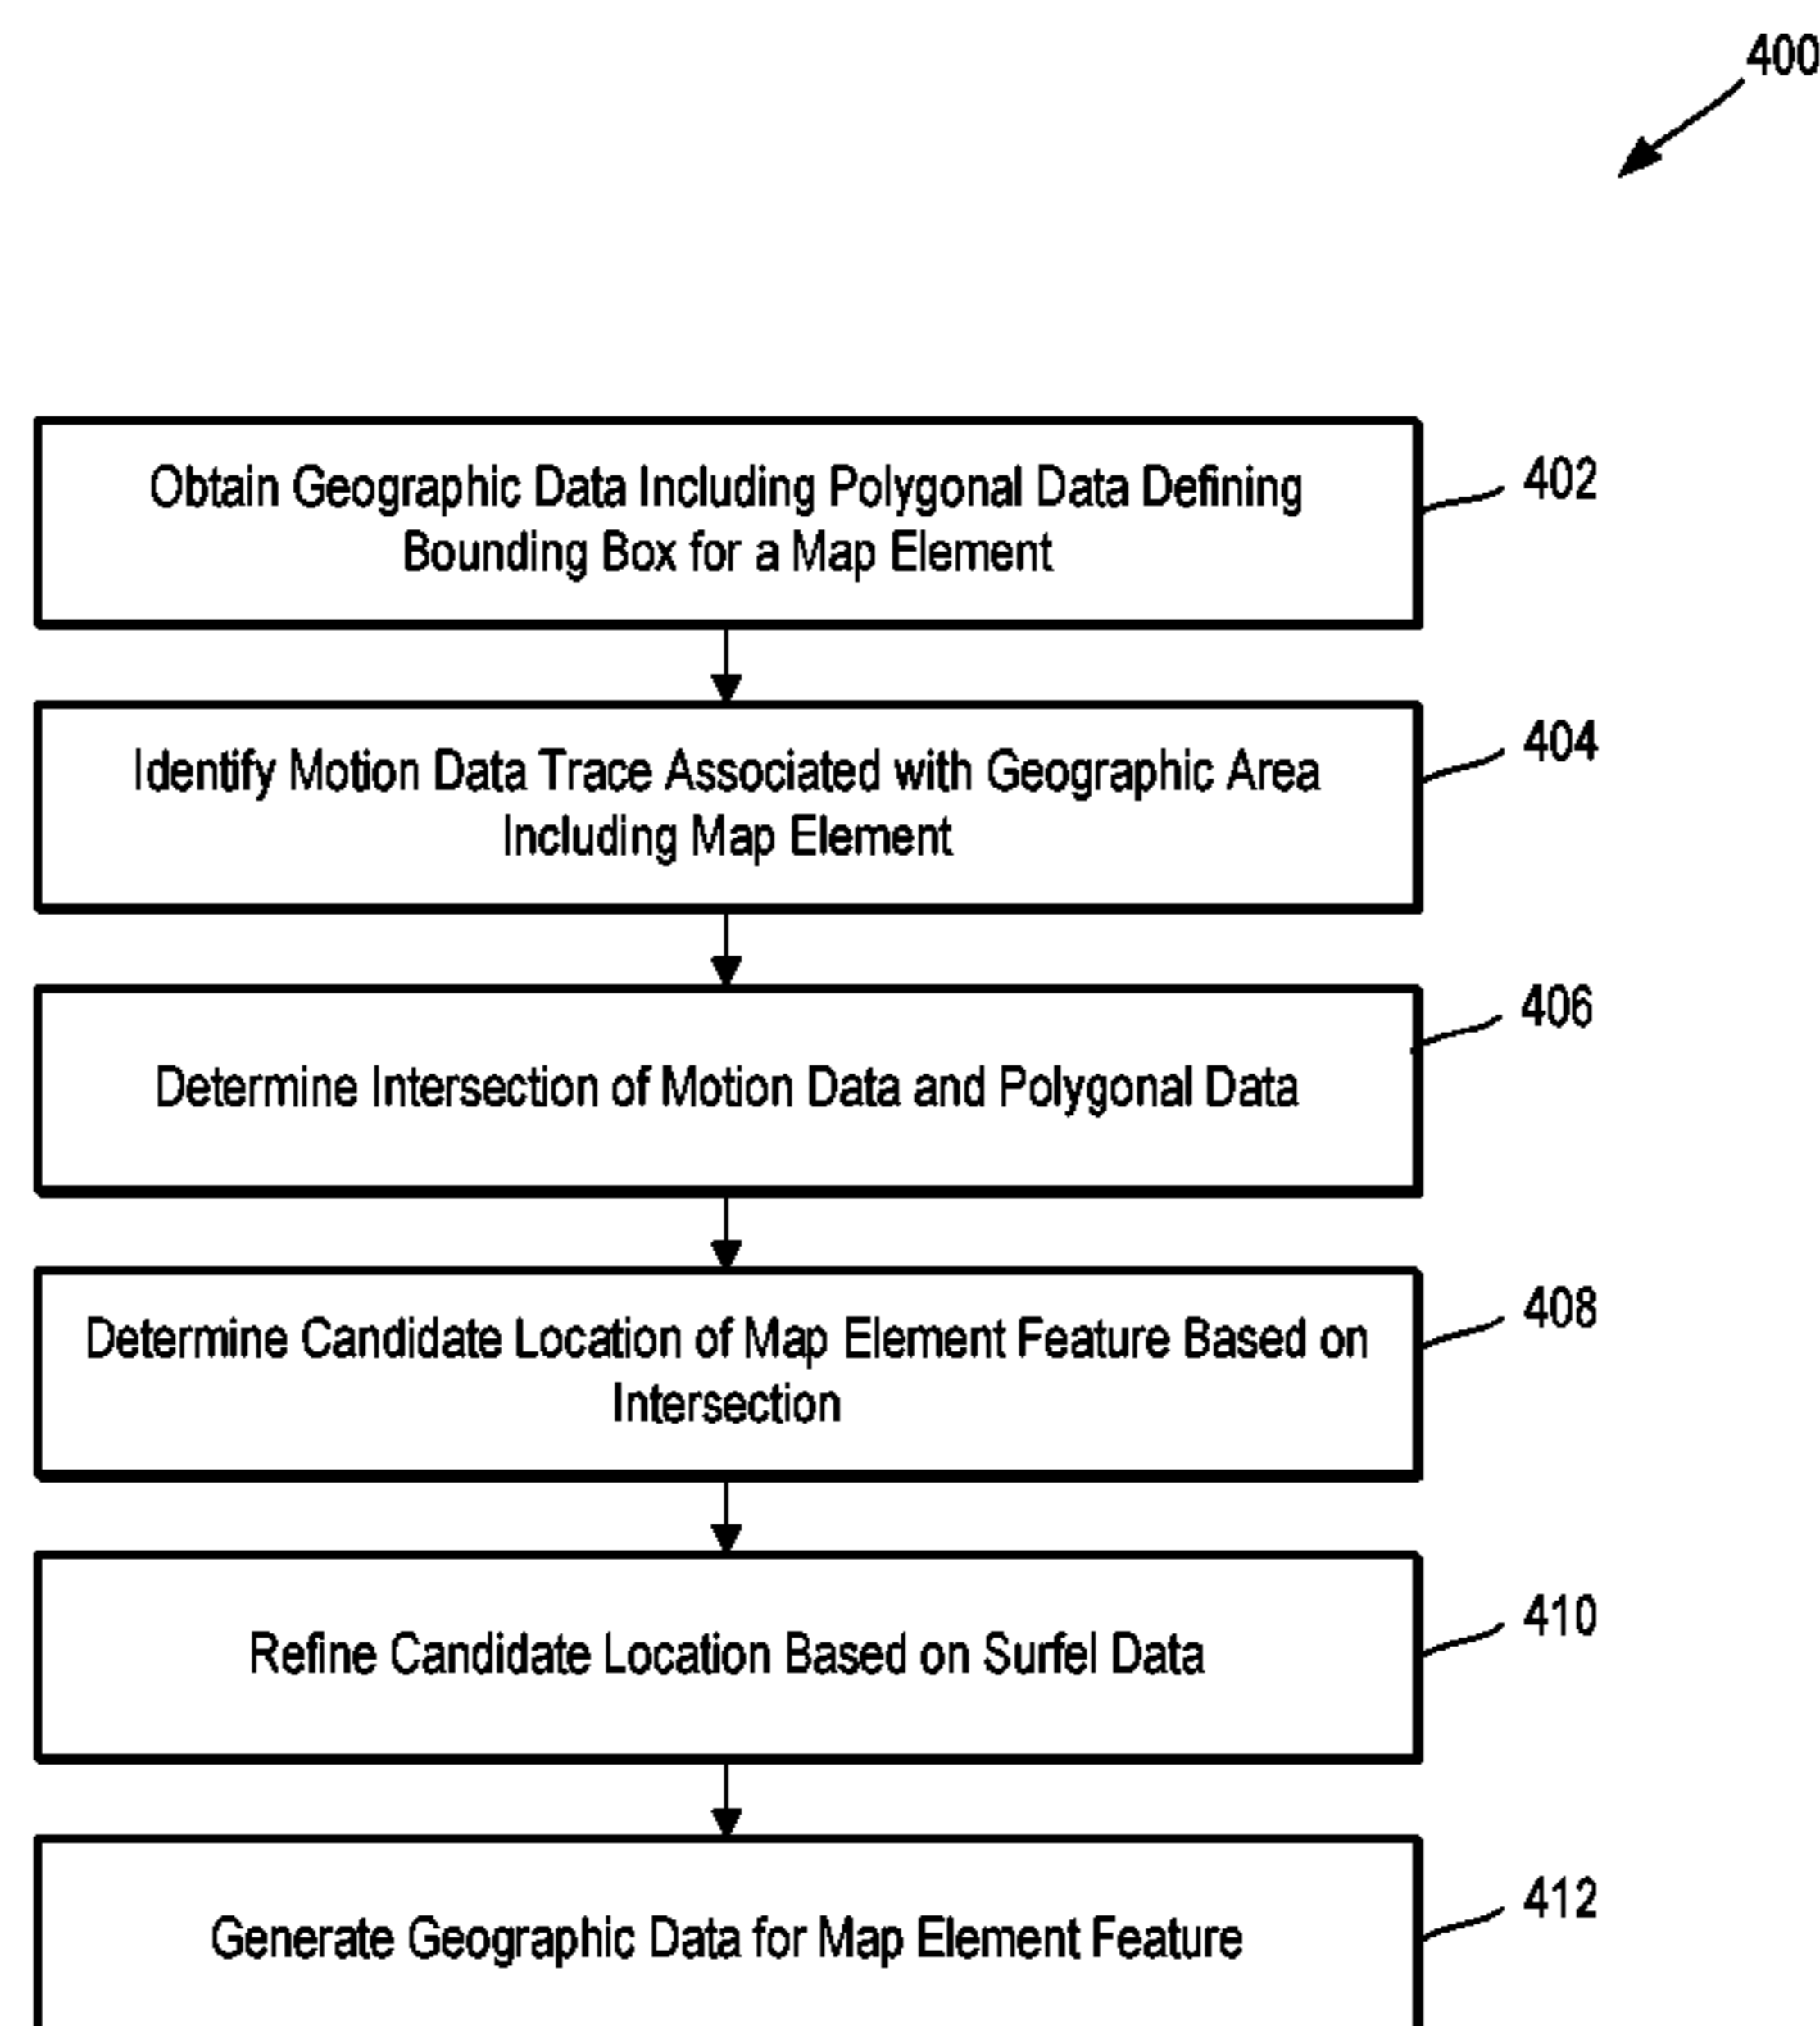 400
Obtain Geographic Data Including Polygonal Data Defining
Bounding Box for a Map Element
402
Identify Motion Data Trace Associated with Geographic Area
Including Map Element
404
Determine Intersection of Motion Data and Polygonal Data
406
Determine Candidate Location of Map Element Feature Based on
Intersection
408
Refine Candidate Location Based on Surfel Data
410
Generate Geographic Data for Map Element Feature
412